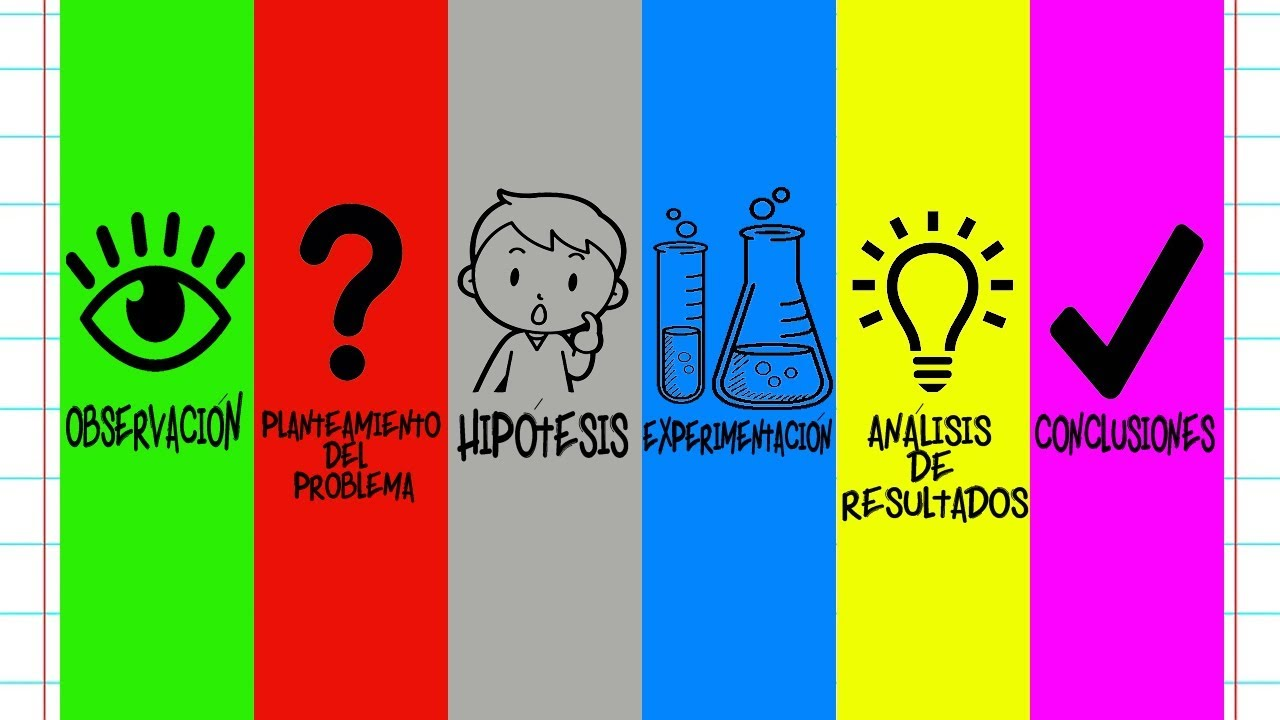 OBSERVACIÓN
PLANTEAMIENTO
DEL
PROBLEMA
HIPÓTESIS
EXPERIMENTACIÓN
ANÁLISIS
DE
RESULTADOS
CONCLUSIONES